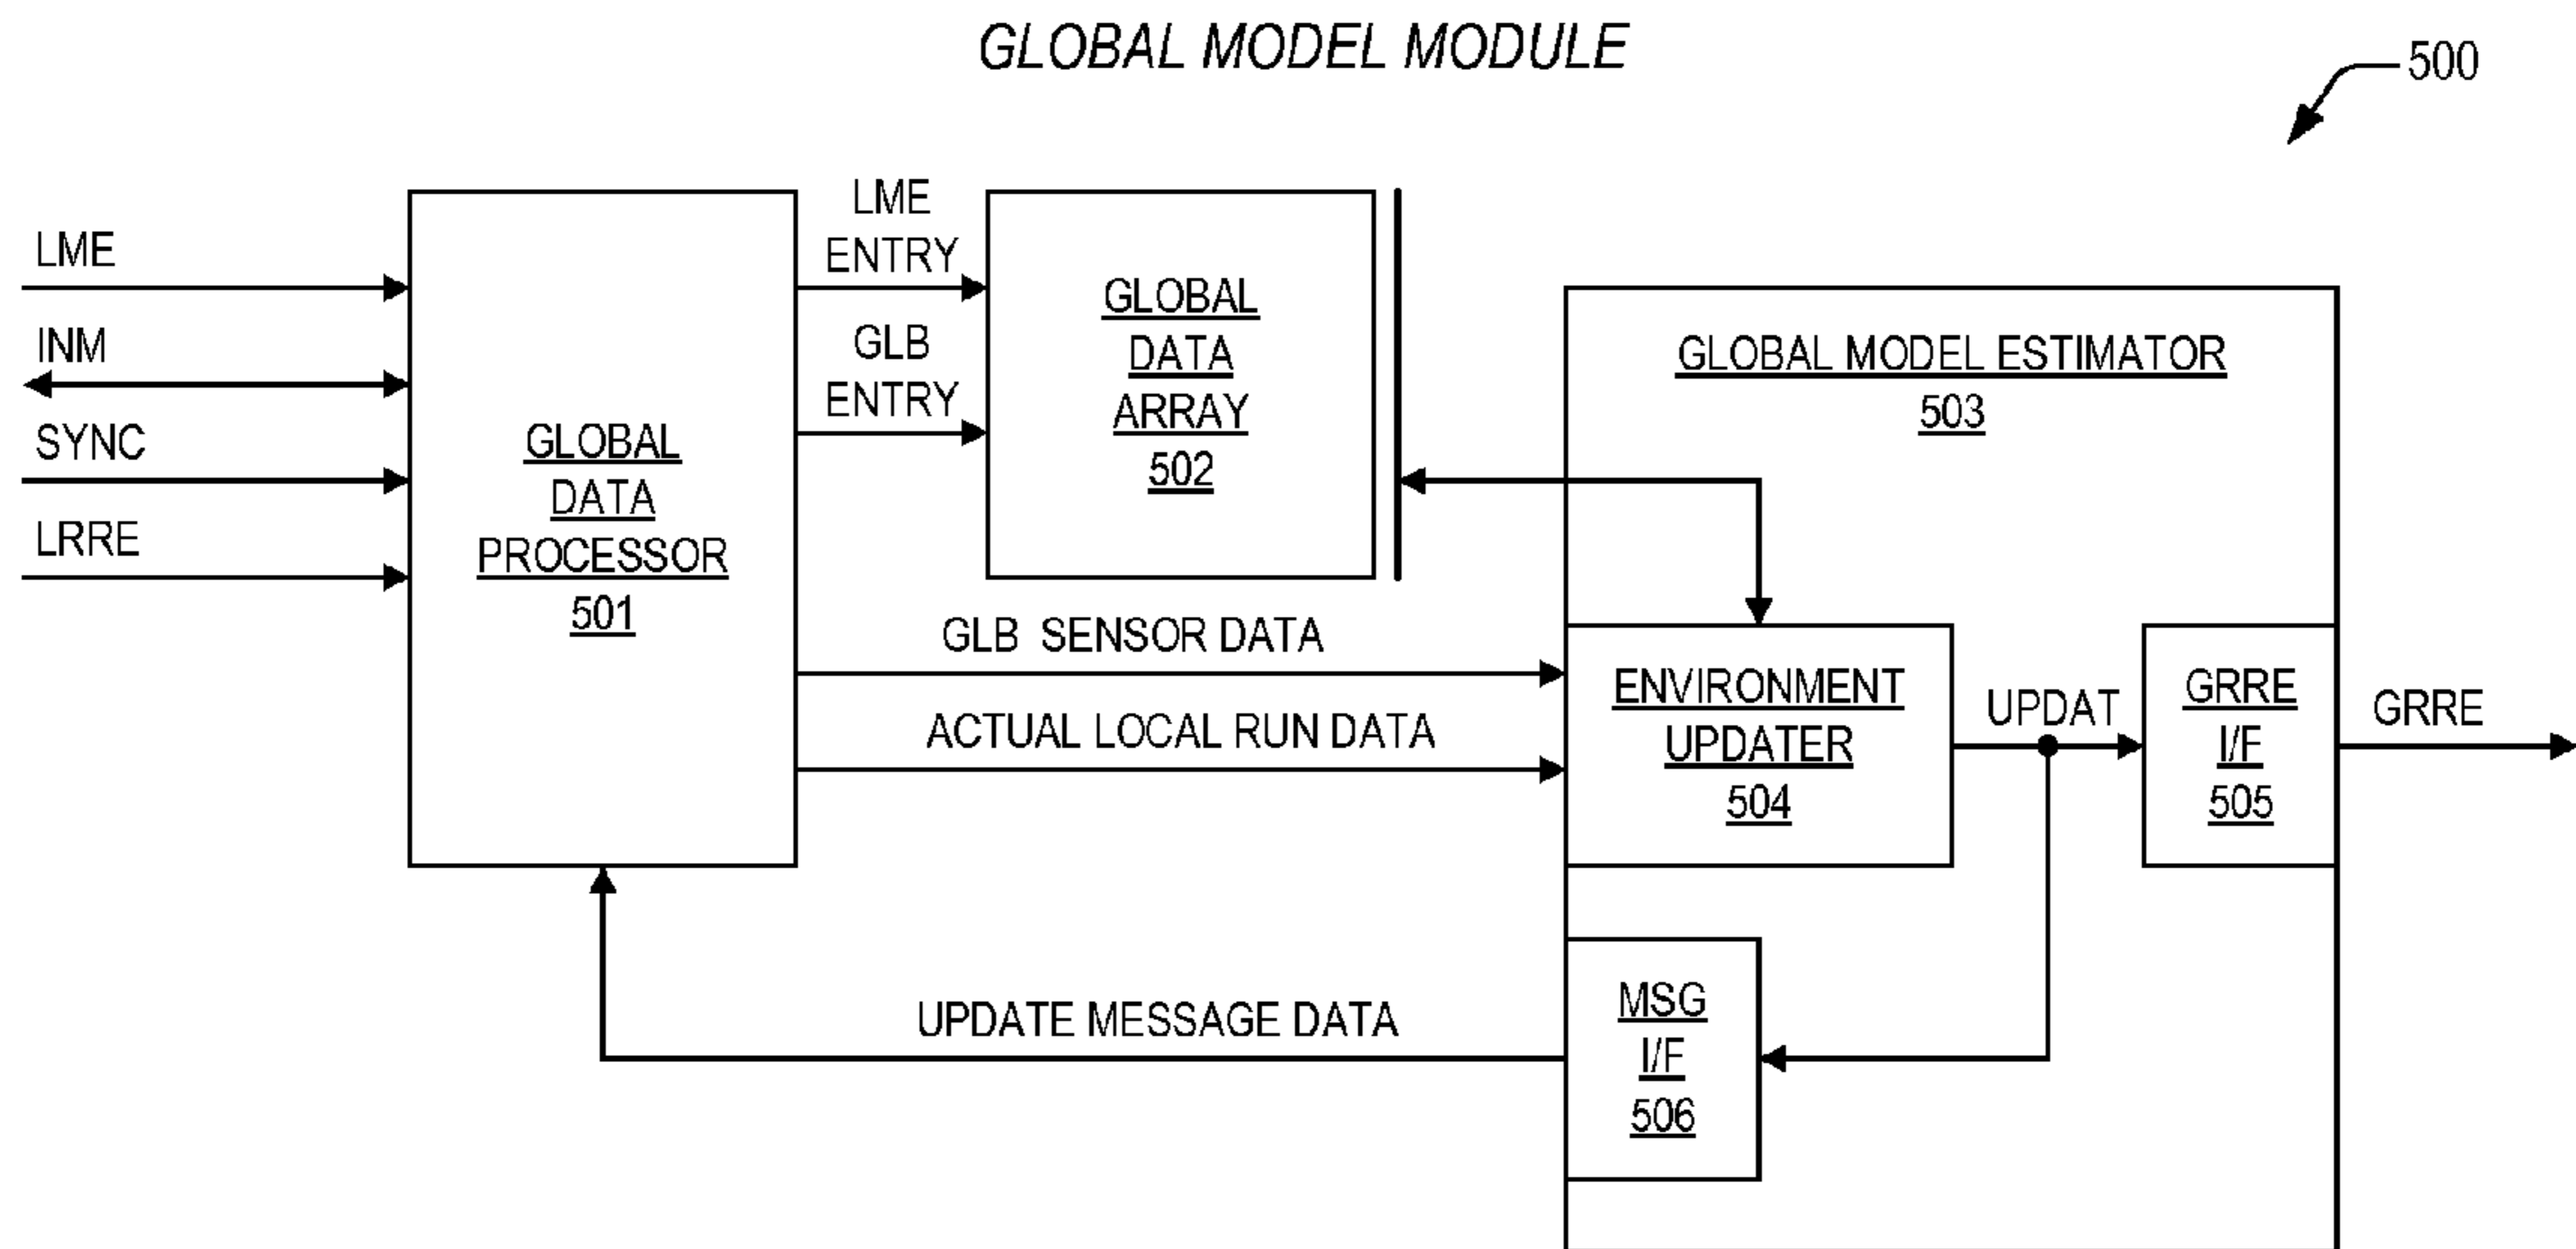 GLOBAL MODEL MODULE
500
LME
INM
SYNC
LRRE
GLOBAL
DATA
PROCESSOR
501
LME
ENTRY
GLB
ENTRY
GLOBAL
DATA
ARRAY
502
GLOBAL MODEL ESTIMATOR
503
GLB SENSOR DATA
ACTUAL LOCAL RUN DATA
ENVIRONMENT
UPDATER
504
UPDAT
GRRE
I/F
505
GRRE
UPDATE MESSAGE DATA
MSG
I/F
506